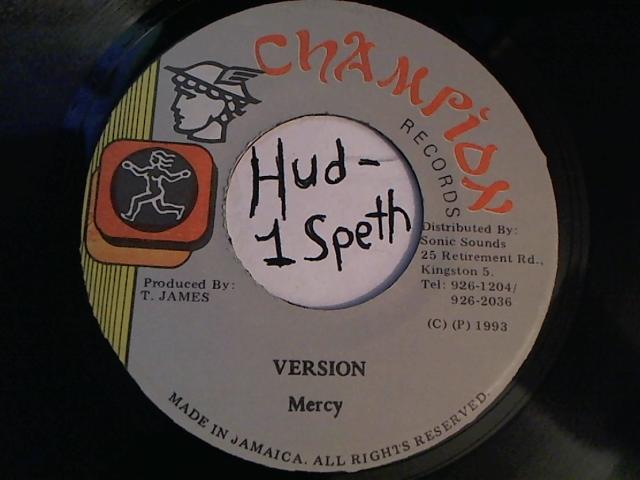 CHAMPION
RECORDS
Hud-
1 Speth
Distributed By:
Sonic Sounds
25 Retirement Rd.,
Kingston 5.
Tel: 926-1204/
926-2036
Produced By:
T. JAMES
(C) (P) 1993
VERSION
Mercy
MADE IN JAMAICA. ALL RIGHTS RESERVED.